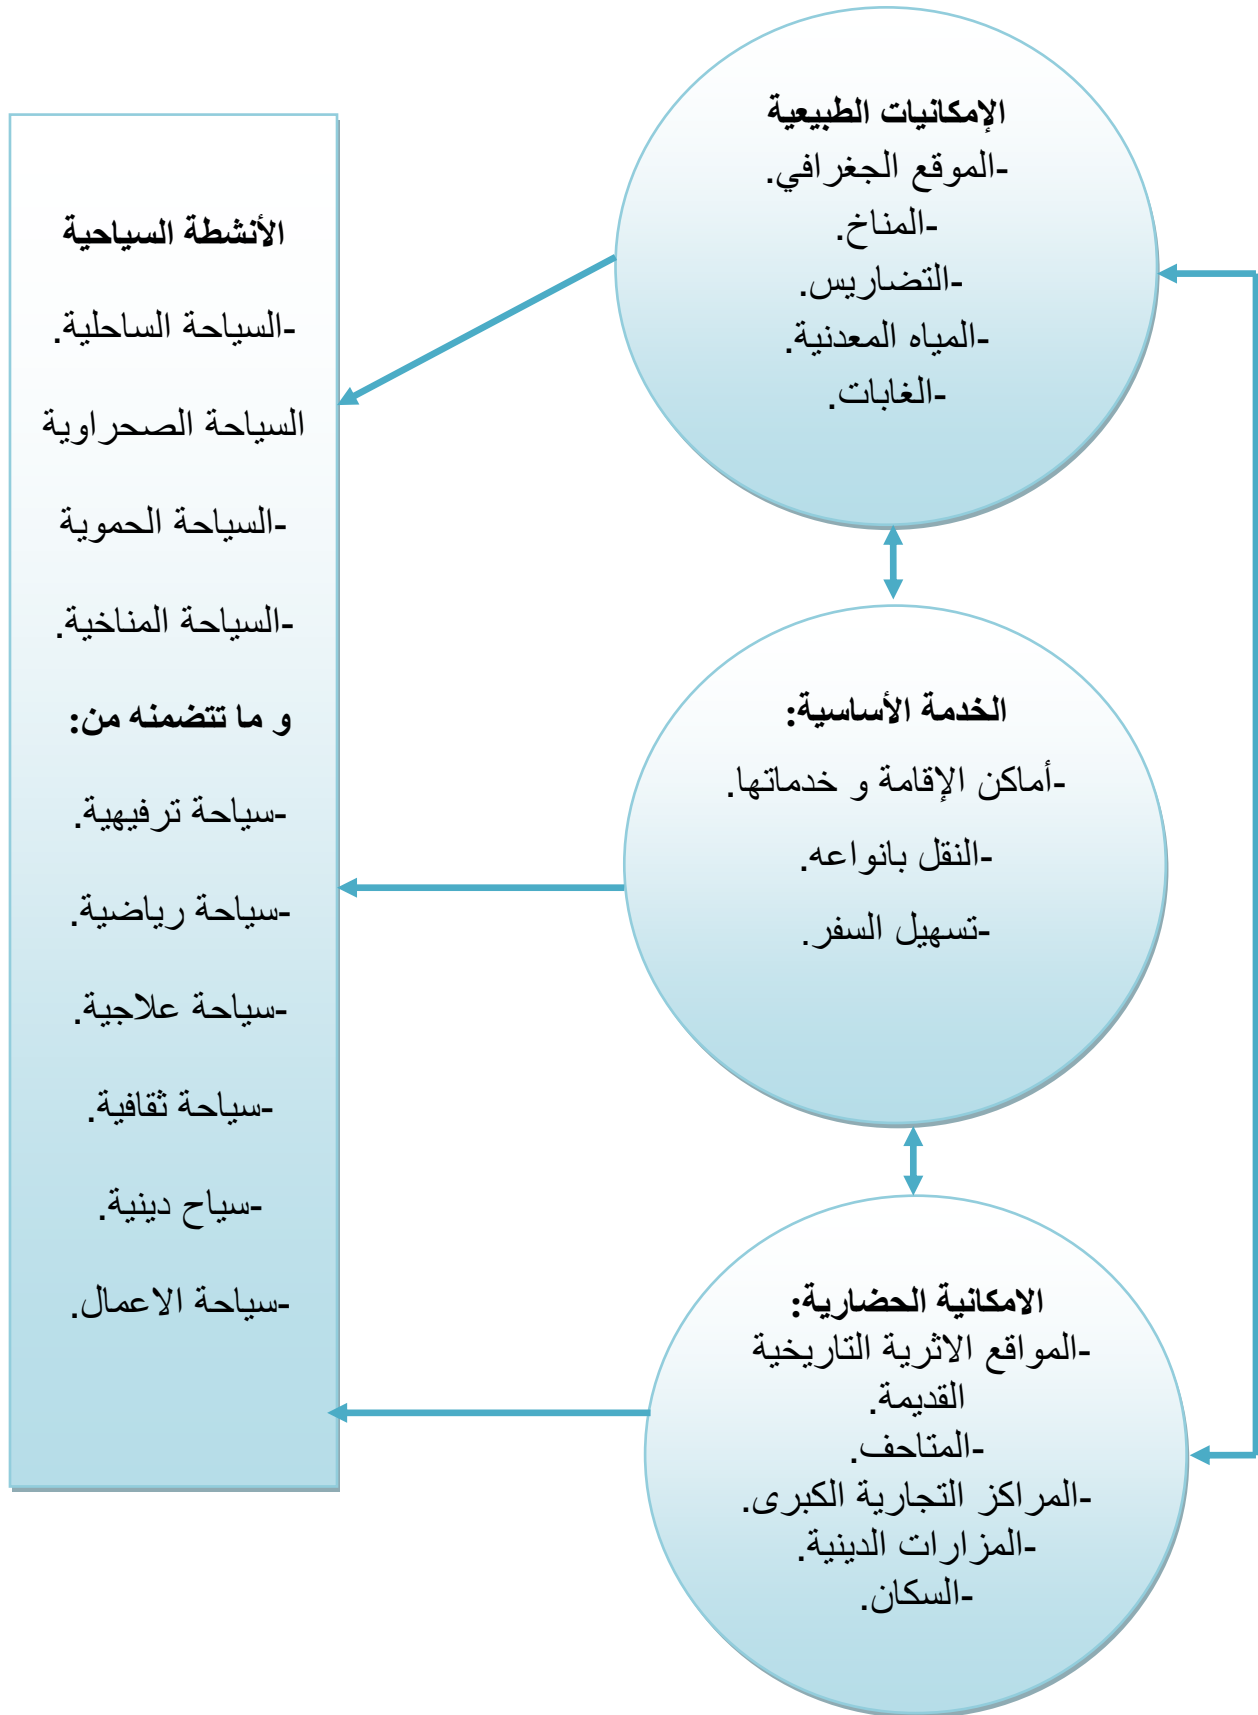 الإمكانيات الطبيعية
-الموقع الجغرافي.
-المناخ.
-التضاريس.
-المياه المعدنية.
-الغابات.
الخدمة الأساسية:
-أماكن الإقامة و خدماتها.
-النقل بانواعه.
-تسهيل السفر.
الامكانية الحضارية:
-المواقع الاثرية التاريخية
القديمة.
-المتاحف.
-المراكز التجارية الكبرى.
-المزارات الدينية.
-السكان.
الأنشطة السياحية
-السياحة الساحلية.
السياحة الصحراوية
-السياحة الحموية
-السياحة المناخية.
و ما تتضمنه من:
-سياحة ترفيهية.
-سياحة رياضية.
-سياحة علاجية.
-سياحة ثقافية.
-سياح دينية.
-سياحة الاعمال.